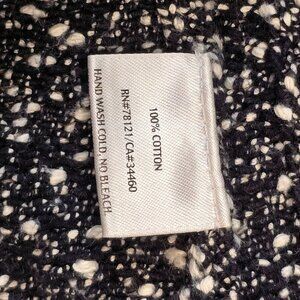 100% COTTON
RN#78121/CA#34460
HAND WASH COLD. NO BLEACH.